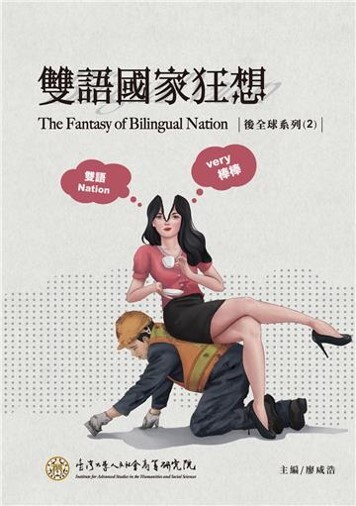 雙語國家狂想
The Fantasy of Bilingual Nation |後全球系列(2)|
雙語
Nation
very
棒棒
臺灣大學人文社會高等研究院
Institute for Advanced Studies in the Humanities and Social Sciences
主編/廖咸浩